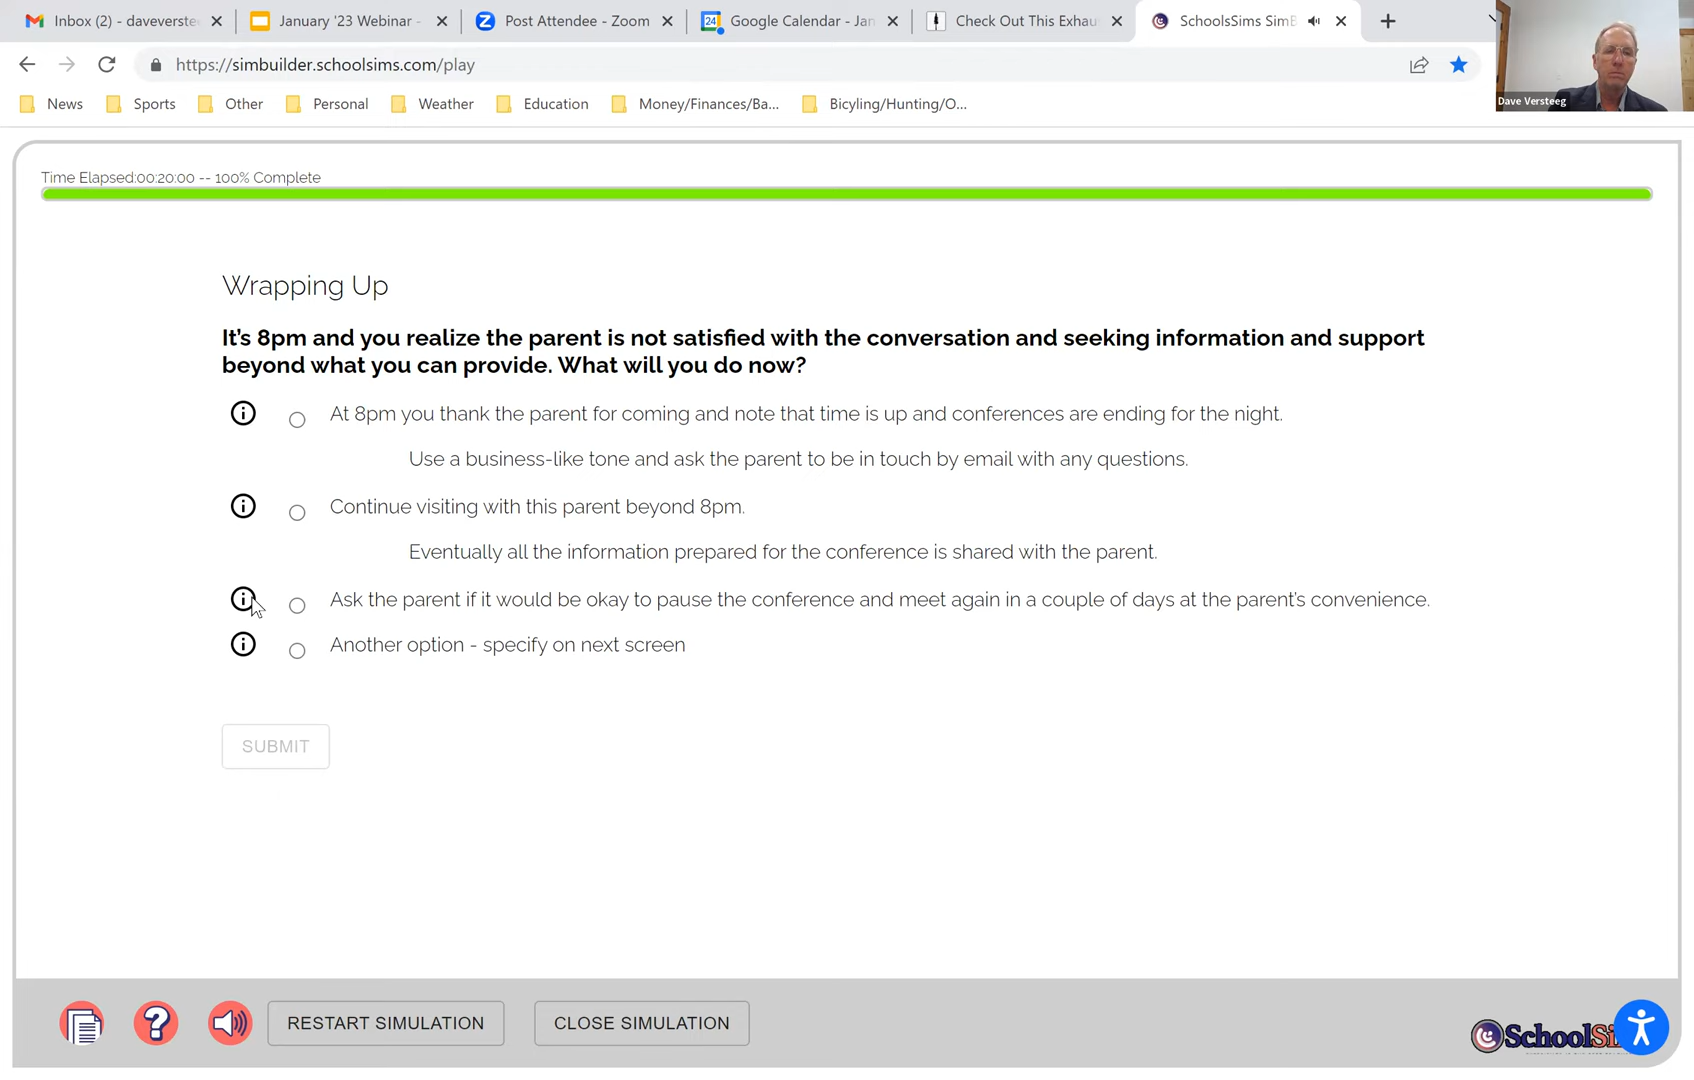 Inbox (2) - daveverstee
January '23 Webinar -
Post Attendee - Zoom
24
Google Calendar - Jan
Check Out This Exhau
SchoolsSims SimB
https://simbuilder.schoolsims.com/play
News
Sports
Other
Personal
Weather
Education
Money/Finances/Ba...
Bicyling/Hunting/O...
Dave Versteeg
Time Elapsed:00:20:00 -- 100% Complete
Wrapping Up
It's 8pm and you realize the parent is not satisfied with the conversation and seeking information and support
beyond what you can provide. What will you do now?
At 8pm you thank the parent for coming and note that time is up and conferences are ending for the night.
Use a business-like tone and ask the parent to be in touch by email with any questions.
Continue visiting with this parent beyond 8pm.
Eventually all the information prepared for the conference is shared with the parent.
Ask the parent if it would be okay to pause the conference and meet again in a couple of days at the parent's convenience.
Another option - specify on next screen
SUBMIT
RESTART SIMULATION
CLOSE SIMULATION
SchoolSi